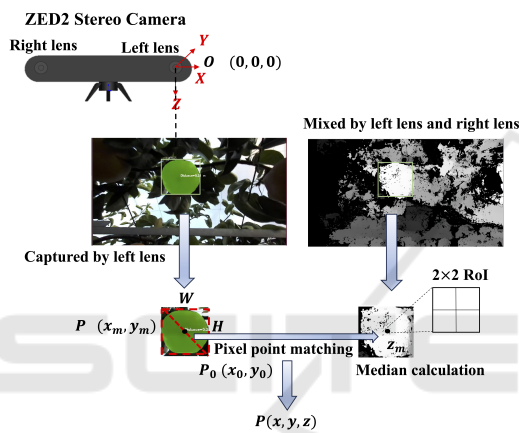 ZED2 Stereo Camera
Right lens
Left lens
Y
O (0,0,0)
X
Z
Mixed by left lens and right lens
Captured by left lens
2×2 RoI
W
P (xₘ, yₘ)
H
zₘ
Pixel point matching
Median calculation
P₀ (x₀, y₀)
P(x, y, z)
SCITE